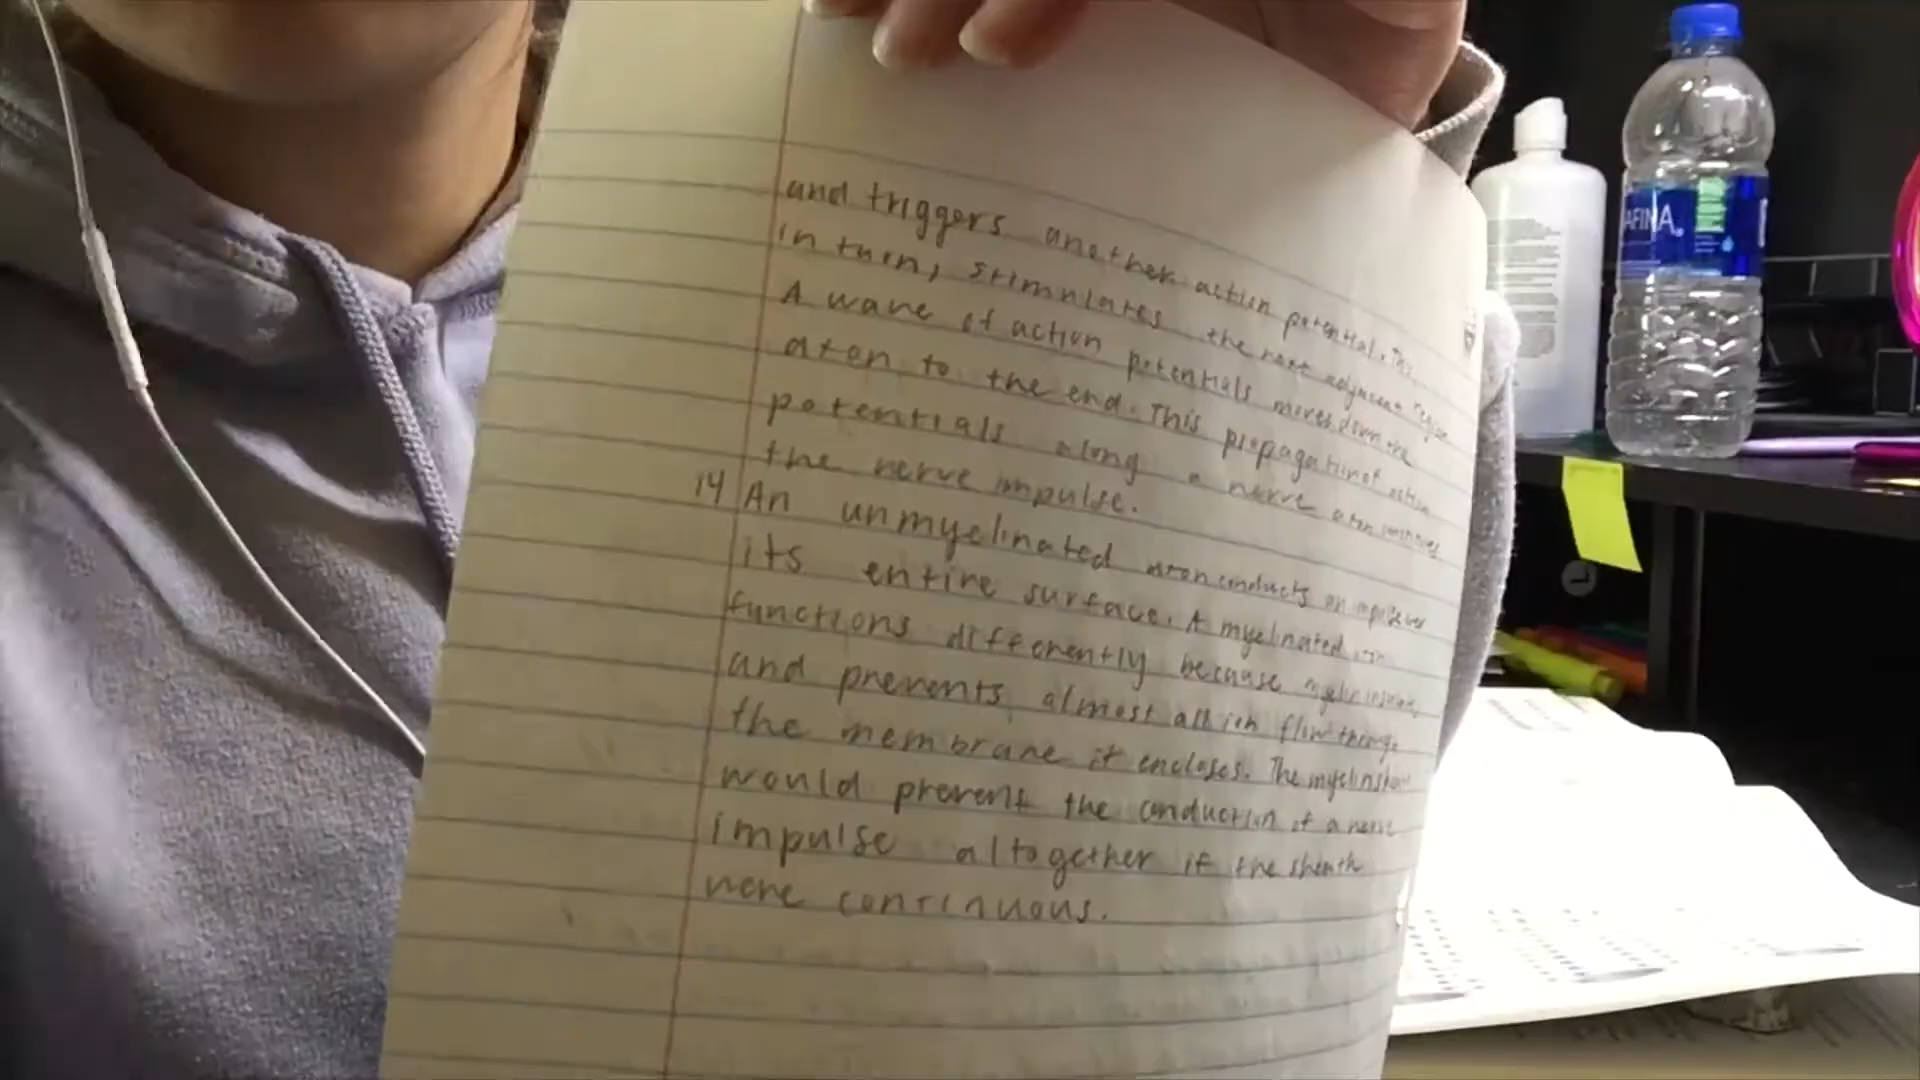 and triggers another action potential. This
in turn, stimulates the next adjacent region
A wave of action potentials moves down the
axon to the end. This propagation of action
potentials along a nerve axon continues
the nerve impulse.
14 An unmyelinated axon conducts an impulse over
its entire surface. A myelinated axon
functions differently because myelin insulates
and prevents almost all ion flow through
the membrane it encloses. The myelin sheath
would prevent the conduction of a nerve
impulse altogether if the sheath
were continuous.
AFINA